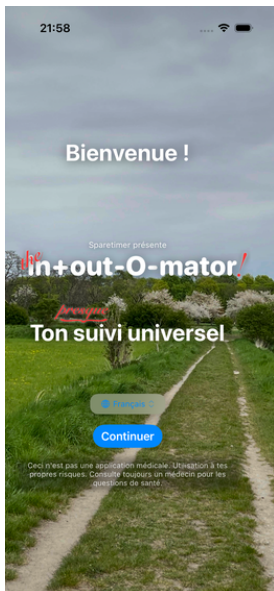 21:58
Bienvenue !
Sparetimer présente
the
in+out-O-mator!
presque
Ton suivi universel
Français
Continuer
Ceci n'est pas une application médicale. Utilisation à tes
propres risques. Consulte toujours un médecin pour les
questions de santé.